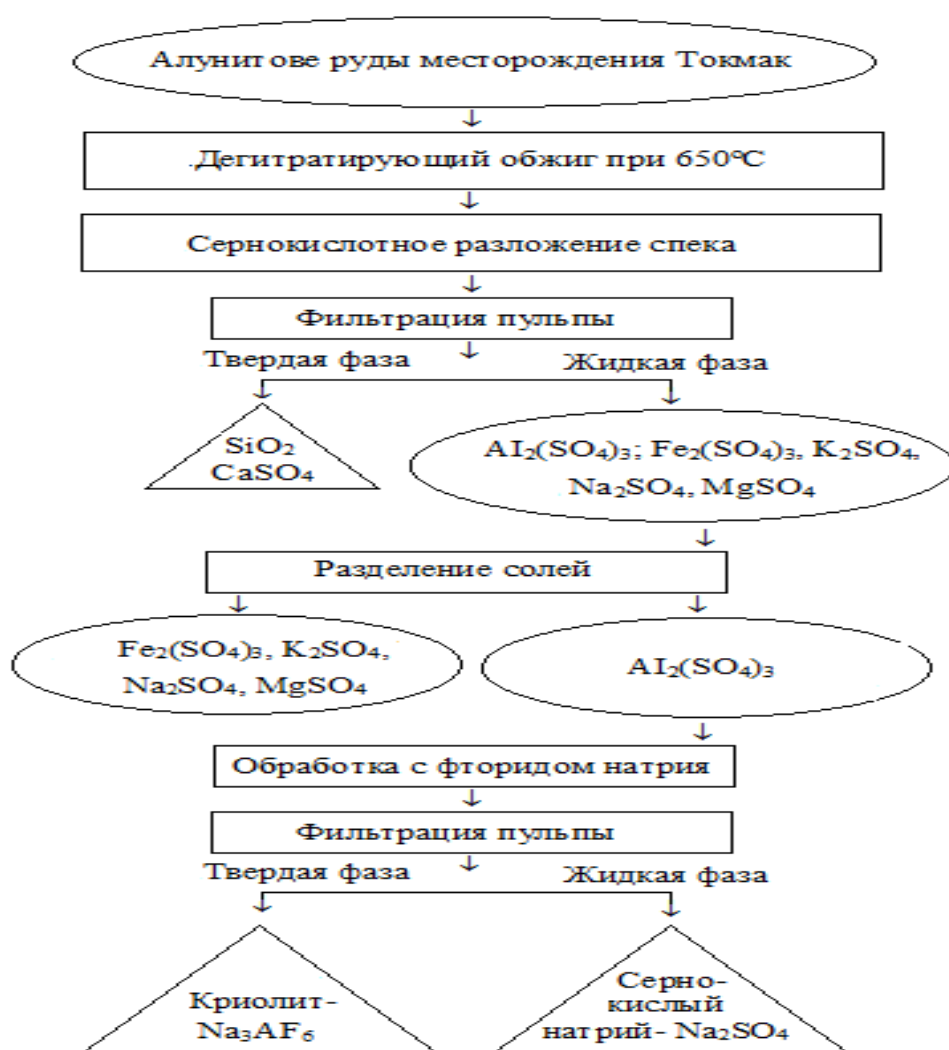 Алунитове руды месторождения Токмак
.Дегитратирующий обжиг при 650°С
Сернокислотное разложение спека
Фильтрация пульпы
Твердая фаза
Жидкая фаза
SiO₂
CaSO₄
AI₂(SO₄)₃; Fe₂(SO₄)₃, K₂SO₄,
Na₂SO₄, MgSO₄
Разделение солей
Fe₂(SO₄)₃, K₂SO₄,
Na₂SO₄, MgSO₄
AI₂(SO₄)₃
Обработка с фторидом натрия
Фильтрация пульпы
Твердая фаза
Жидкая фаза
Криолит-
Na₃AF₆
Серно-
кислый
натрий- Na₂SO₄